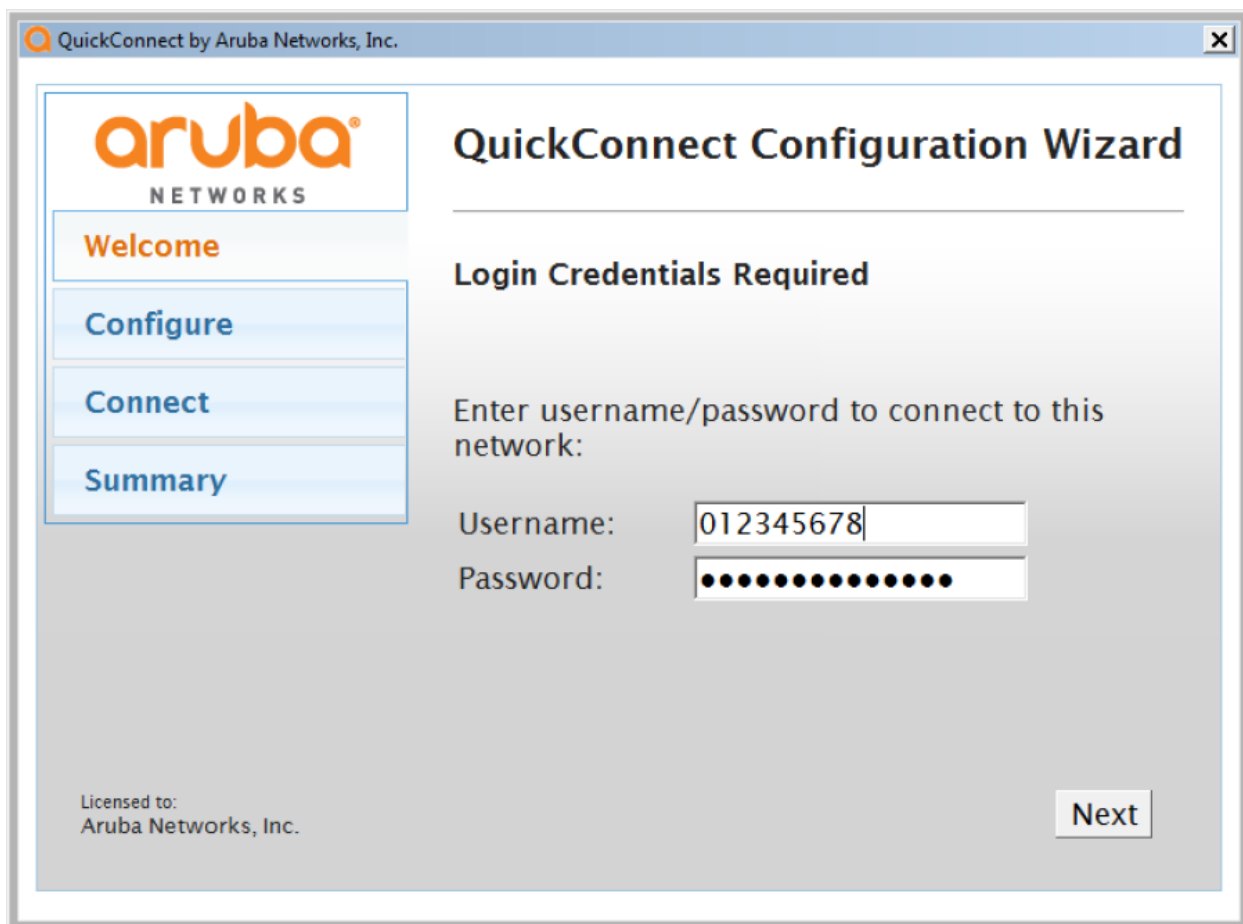 QuickConnect by Aruba Networks, Inc.
aruba®
NETWORKS
Welcome
Configure
Connect
Summary
QuickConnect Configuration Wizard
Login Credentials Required
Enter username/password to connect to this
network:
Username: 012345678
Password: ●●●●●●●●●●●●●●
Licensed to:
Aruba Networks, Inc.
Next